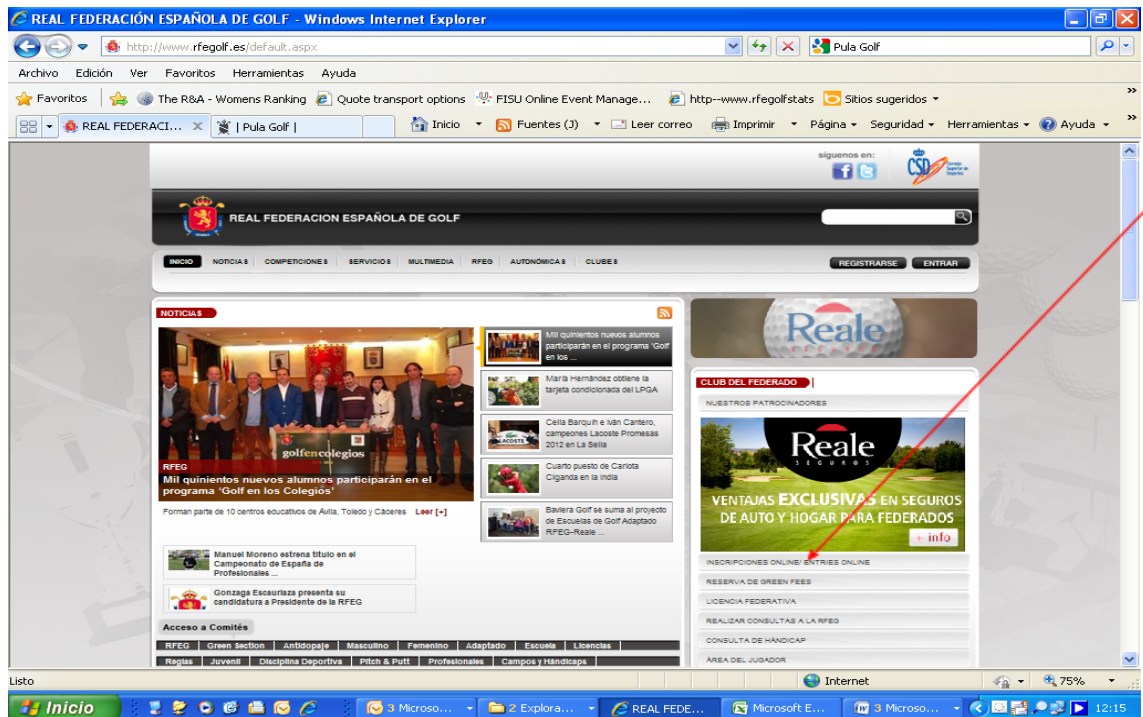 REAL FEDERACIÓN ESPAÑOLA DE GOLF - Windows Internet Explorer
http://www.rfegolf.es/default.aspx
Pula Golf
Archivo Edición Ver Favoritos Herramientas Ayuda
Favoritos The R&A - Womens Ranking Quote transport options FISU Online Event Manage... http--www.rfegolfstats Sitios sugeridos
REAL FEDERACI... | Pula Golf | Inicio Fuentes (J) Leer correo Imprimir Página Seguridad Herramientas Ayuda
síguenos en:
CSD Consejo Superior de Deportes
REAL FEDERACION ESPAÑOLA DE GOLF
INICIO NOTICIAS COMPETICIONES SERVICIOS MULTIMEDIA RFEG AUTONÓMICAS CLUBES REGISTRARSE ENTRAR
NOTICIAS
golfencolegios
RFEG
Mil quinientos nuevos alumnos participarán en el
programa 'Golf en los Colegios'
Forman parte de 10 centros educativos de Ávila, Toledo y Cáceres Leer [+]
Mil quinientos nuevos alumnos
participarán en el programa 'Golf
en los ...
María Hernández obtiene la
tarjeta condicionada del LPGA
LACOSTE
Celia Barquín e Iván Cantero,
campeones Lacoste Promesas
2012 en La Sella
Cuarto puesto de Carlota
Ciganda en la India
Baviera Golf se suma al proyecto
de Escuelas de Golf Adaptado
RFEG-Reale ...
Manuel Moreno estrena título en el
Campeonato de España de
Profesionales ...
Gonzaga Escauriaza presenta su
candidatura a Presidente de la RFEG
Acceso a Comités
RFEG | Green Section | Antidopaje | Masculino | Femenino | Adaptado | Escuela | Licencias |
Reglas | Juvenil | Disciplina Deportiva | Pitch & Putt | Profesionales | Campos y Hándicaps |
Reale
SEGUROS
CLUB DEL FEDERADO
NUESTROS PATROCINADORES
Reale
SEGUROS
VENTAJAS EXCLUSIVAS EN SEGUROS
DE AUTO Y HOGAR PARA FEDERADOS
+ info
INSCRIPCIONES ONLINE/ ENTRIES ONLINE
RESERVA DE GREEN FEES
LICENCIA FEDERATIVA
REALIZAR CONSULTAS A LA RFEG
CONSULTA DE HÁNDICAP
ÁREA DEL JUGADOR
Listo Internet 75%
Inicio 3 Microso... 2 Explora... REAL FEDE... Microsoft E... 3 Microso... 12:15